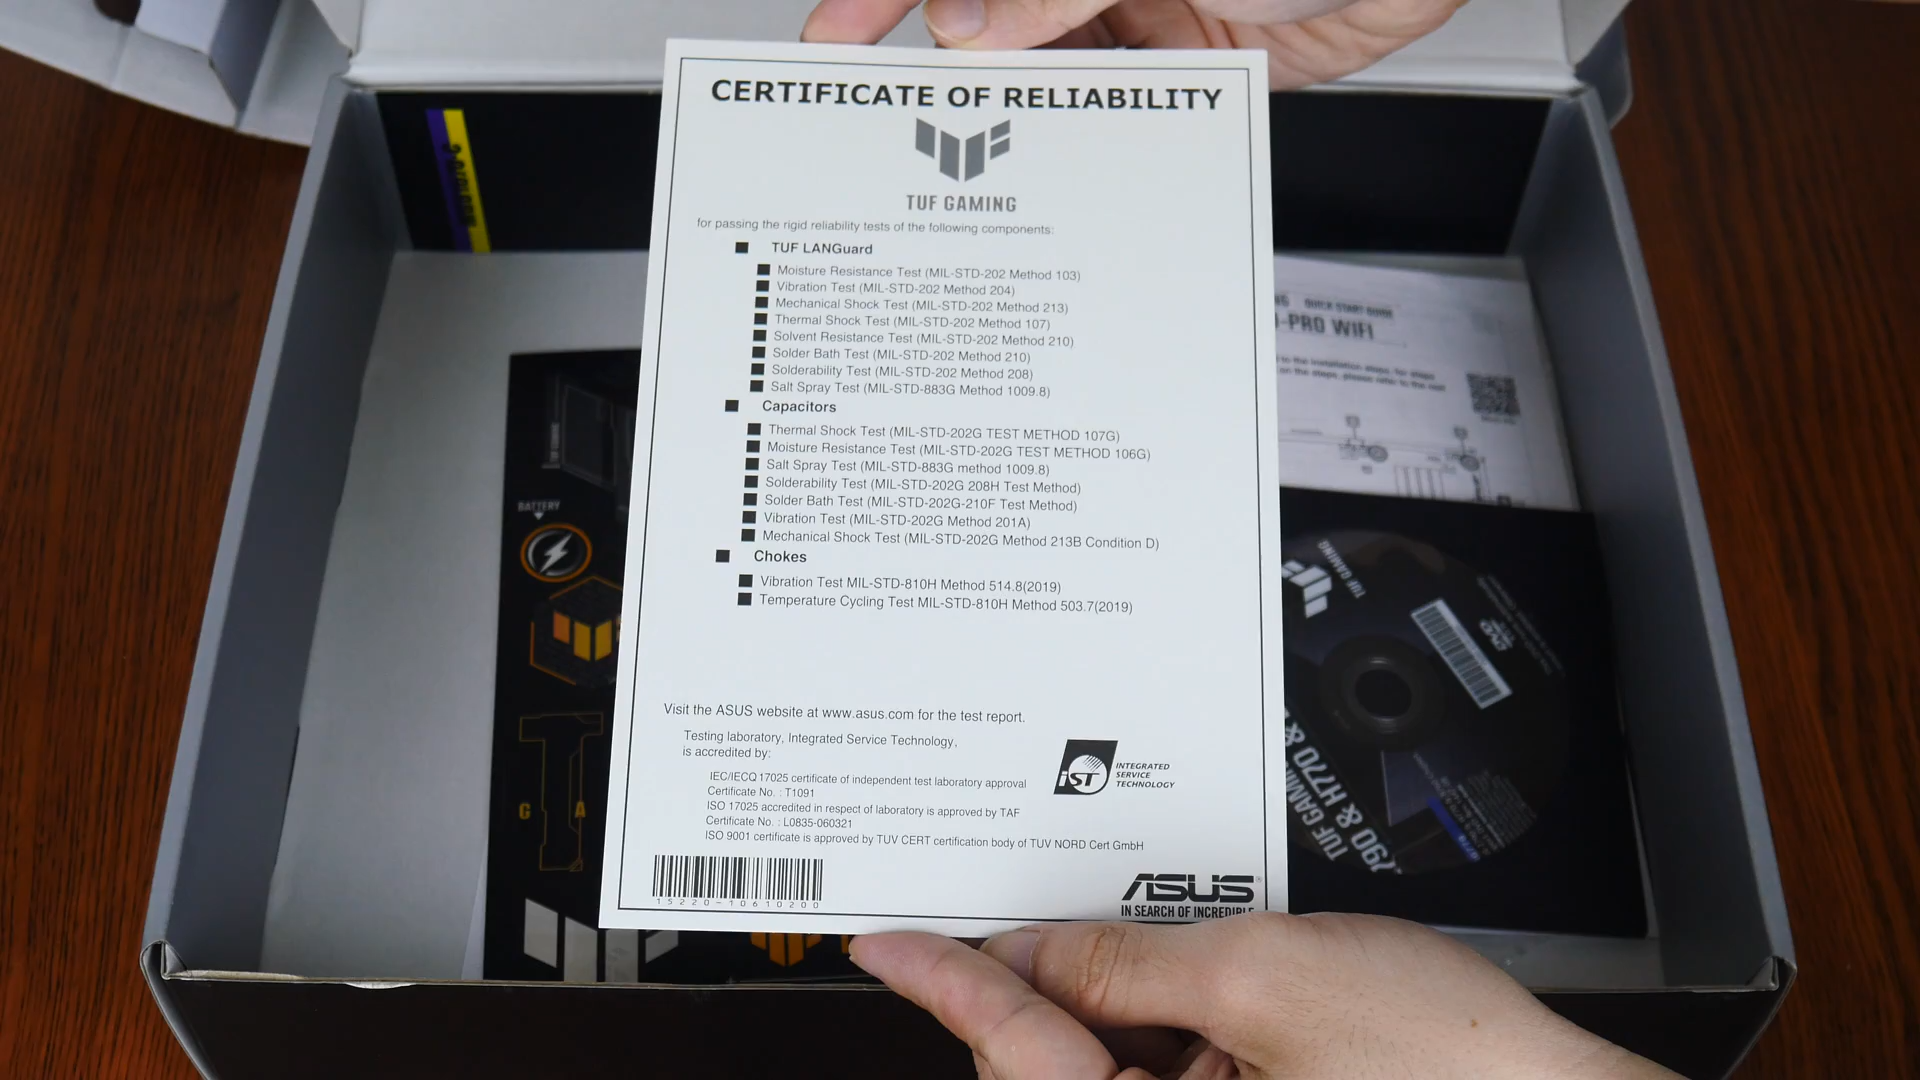 CERTIFICATE OF RELIABILITY
TUF GAMING
for passing the rigid reliability tests of the following components:
TUF LANGuard
Moisture Resistance Test (MIL-STD-202 Method 103)
Vibration Test (MIL-STD-202 Method 204)
Mechanical Shock Test (MIL-STD-202 Method 213)
Thermal Shock Test (MIL-STD-202 Method 107)
Solvent Resistance Test (MIL-STD-202 Method 210)
Solder Bath Test (MIL-STD-202 Method 210)
Solderability Test (MIL-STD-202 Method 208)
Salt Spray Test (MIL-STD-883G Method 1009.8)
Capacitors
Thermal Shock Test (MIL-STD-202G TEST METHOD 107G)
Moisture Resistance Test (MIL-STD-202G TEST METHOD 106G)
Salt Spray Test (MIL-STD-883G method 1009.8)
Solderability Test (MIL-STD-202G 208H Test Method)
Solder Bath Test (MIL-STD-202G-210F Test Method)
Vibration Test (MIL-STD-202G Method 201A)
Mechanical Shock Test (MIL-STD-202G Method 213B Condition D)
Chokes
Vibration Test MIL-STD-810H Method 514.8(2019)
Temperature Cycling Test MIL-STD-810H Method 503.7(2019)
Visit the ASUS website at www.asus.com for the test report.
Testing laboratory, Integrated Service Technology,
is accredited by:
IEC/IECQ 17025 certificate of independent test laboratory approval
Certificate No. : T1091
ISO 17025 accredited in respect of laboratory is approved by TAF
Certificate No. : L0835-060321
ISO 9001 certificate is approved by TUV CERT certification body of TUV NORD Cert GmbH
iST
INTEGRATED
SERVICE
TECHNOLOGY
15220-10610200
ASUS
IN SEARCH OF INCREDIBLE
BATTERY
G A
QUICK START GUIDE
-PRO WIFI
TUF GAMING
DVD
TUF GAMING
790 & H770 &